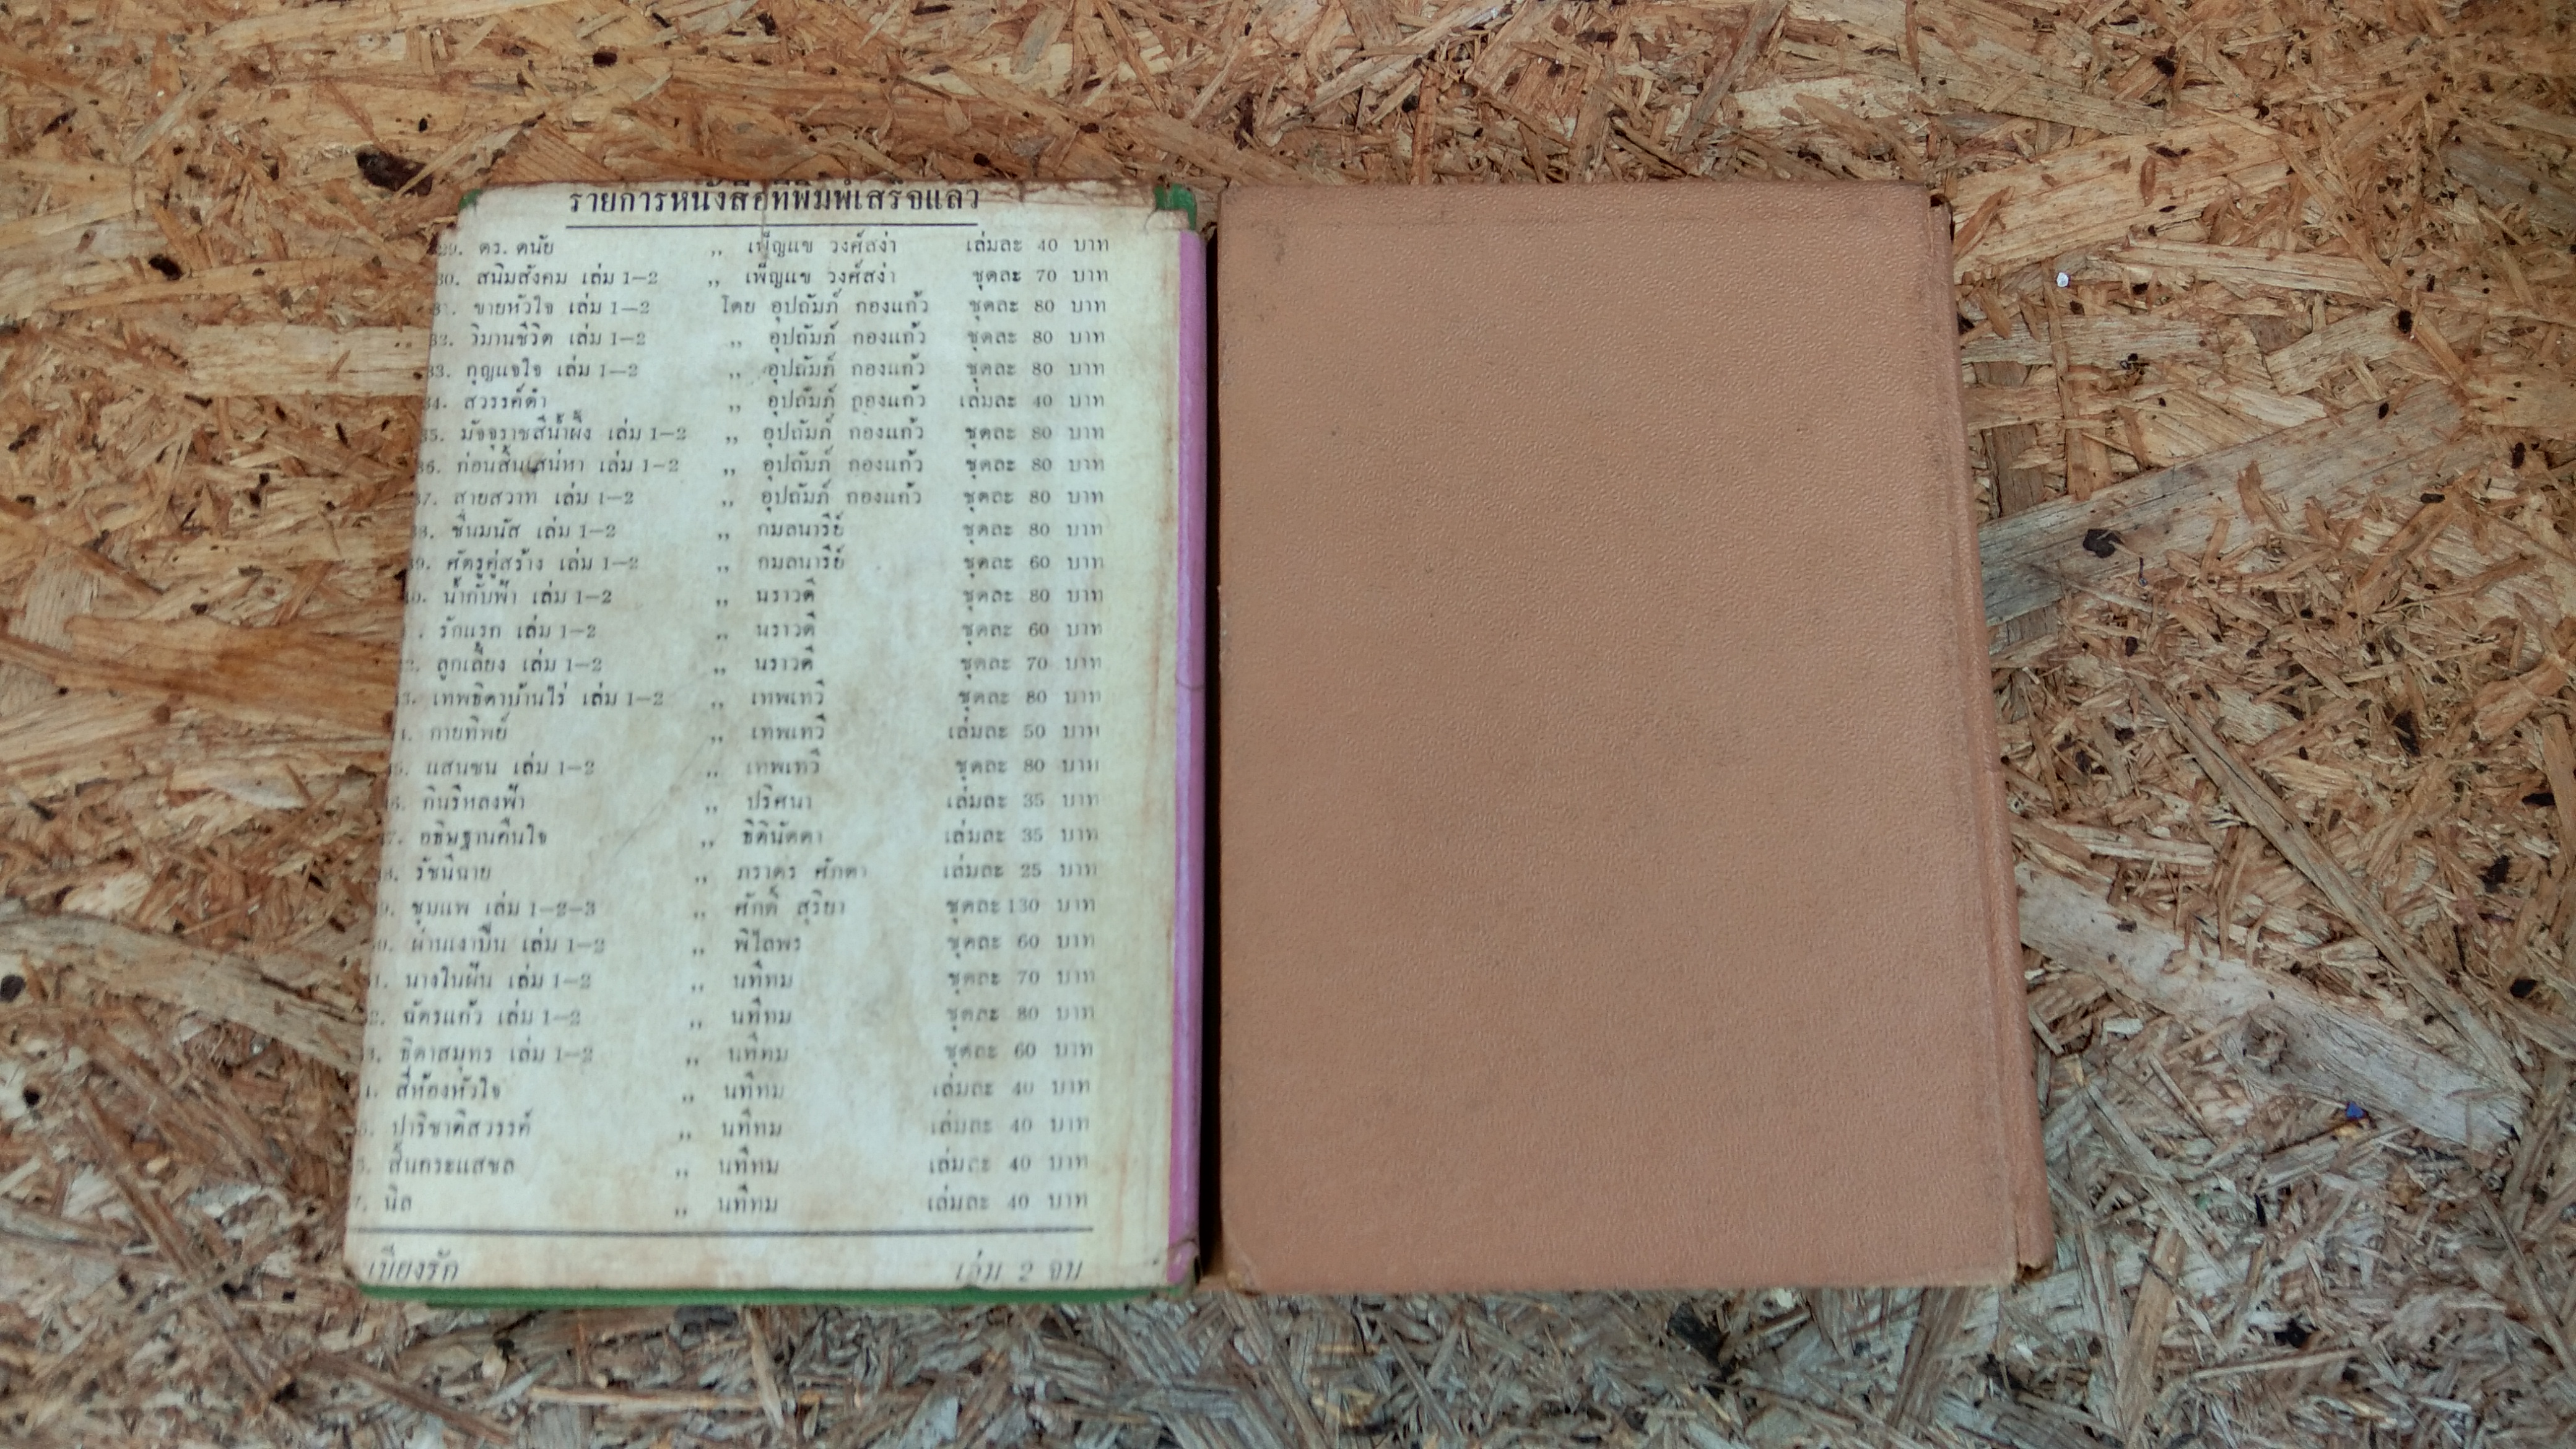 รายการหนังสือที่พิมพ์เสร็จแล้ว
29. ดร. ดนัย ,, เพ็ญแข วงศ์สง่า เล่มละ 40 บาท
30. สนิมสังคม เล่ม 1–2 ,, เพ็ญแข วงศ์สง่า ชุดละ 70 บาท
3 . ขายหัวใจ เล่ม 1–2 โดย อุปถัมภ์ กองแก้ว ชุดละ 80 บาท
32. วิมานชีวิต เล่ม 1–2 ,, อุปถัมภ์ กองแก้ว ชุดละ 80 บาท
33. กุญแจใจ เล่ม 1–2 ,, อุปถัมภ์ กองแก้ว ชุดละ 80 บาท
34. สวรรค์ดำ ,, อุปถัมภ์ กองแก้ว เล่มละ 40 บาท
35. มัจจุราชสีน้ำผึ้ง เล่ม 1–2 ,, อุปถัมภ์ กองแก้ว ชุดละ 80 บาท
36. ก่อนสิ้นเสน่หา เล่ม 1–2 ,, อุปถัมภ์ กองแก้ว ชุดละ 80 บาท
37. สายสวาท เล่ม 1–2 ,, อุปถัมภ์ กองแก้ว ชุดละ 80 บาท
8. ชื่นมนัส เล่ม 1–2 ,, กมลนารีย์ ชุดละ 80 บาท
39. ศัตรูคู่สร้าง เล่ม 1–2 ,, กมลนารีย์ ชุดละ 60 บาท
0. น้ำกับฟ้า เล่ม 1–2 ,, นราวดี ชุดละ 80 บาท
. รักแรก เล่ม 1–2 ,, นราวดี ชุดละ 60 บาท
2. ลูกเลี้ยง เล่ม 1–2 ,, นราวดี ชุดละ 70 บาท
3. เทพธิดาบ้านไร่ เล่ม 1–2 ,, เทพเทวี ชุดละ 80 บาท
. กายทิพย์ ,, เทพเทวี เล่มละ 50 บาท
5. แสนซน เล่ม 1–2 ,, เทพเทวี ชุดละ 80 บาท
6. กินรีหลงฟ้า ,, ปริศนา เล่มละ 35 บาท
7. อธิษฐานคืนใจ ,, ธิตินัดดา เล่มละ 35 บาท
8. รัชนีฉาย ,, ภราดร ศักดา เล่มละ 25 บาท
9. ชุมแพ เล่ม 1–2–3 ,, ศักดิ์ สุริยา ชุดละ 130 บาท
0. ม่านเงาปืน เล่ม 1–2 ,, พิไลพร ชุดละ 60 บาท
1. นางในฝัน เล่ม 1–2 ,, นที่ทม ชุดละ 70 บาท
2. ฉัตรแก้ว เล่ม 1–2 ,, นที่ทม ชุดละ 80 บาท
3. ธิดาสมุทร เล่ม 1–2 ,, นที่ทม ชุดละ 60 บาท
. สี่ห้องหัวใจ ,, นที่ทม เล่มละ 40 บาท
5. ปาริชาติสวรรค์ ,, นที่ทม เล่มละ 40 บาท
. สิ้นกระแสชล ,, นที่ทม เล่มละ 40 บาท
7. นิล ,, นที่ทม เล่มละ 40 บาท
เพียงรัก เล่ม 2 จบ